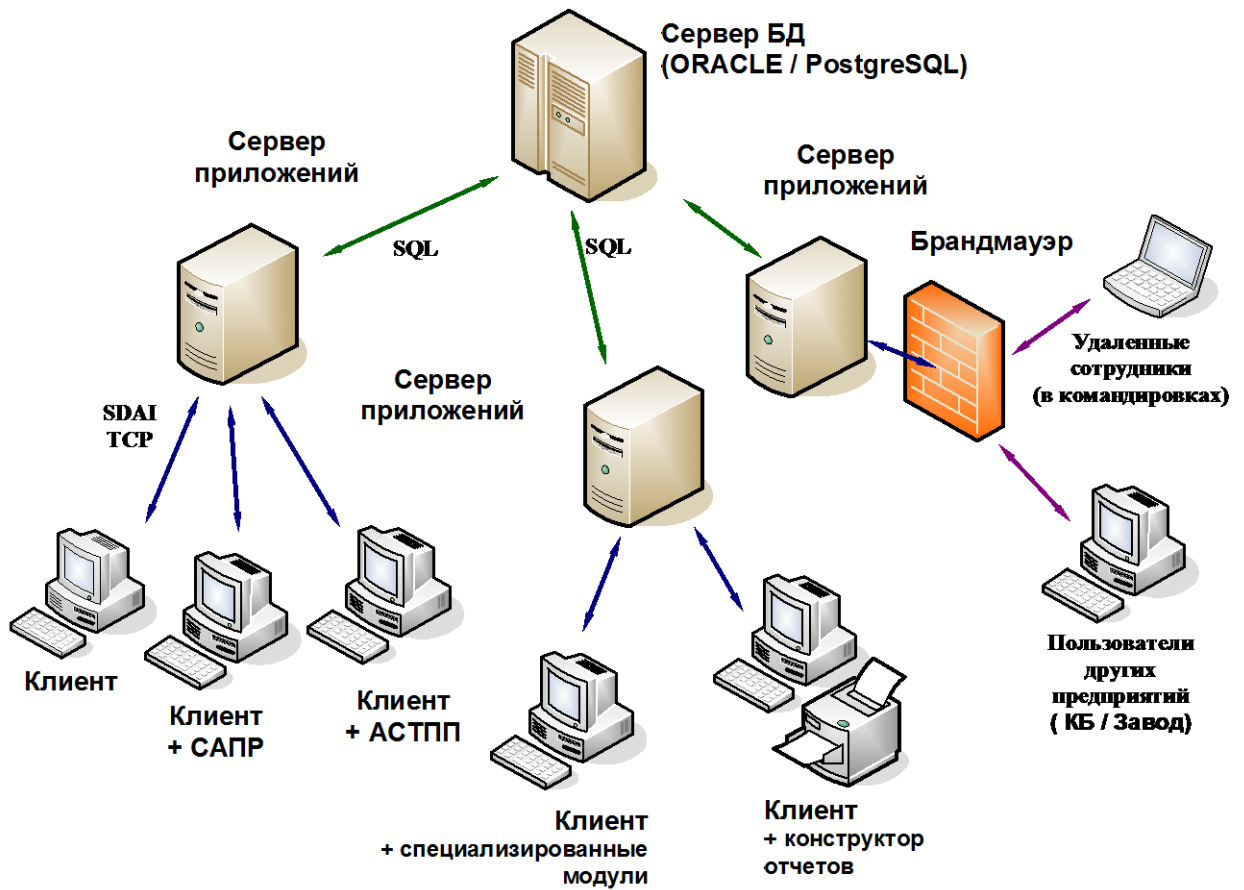 Сервер БД
(ORACLE / PostgreSQL)
Сервер
приложений
Сервер
приложений
SQL
SQL
Брандмауэр
Удаленные
сотрудники
(в командировках)
Сервер
приложений
SDAI
TCP
Клиент
Клиент
+ САПР
Клиент
+ АСТПП
Пользователи
других
предприятий
( КБ / Завод)
Клиент
+ специализированные
модули
Клиент
+ конструктор
отчетов